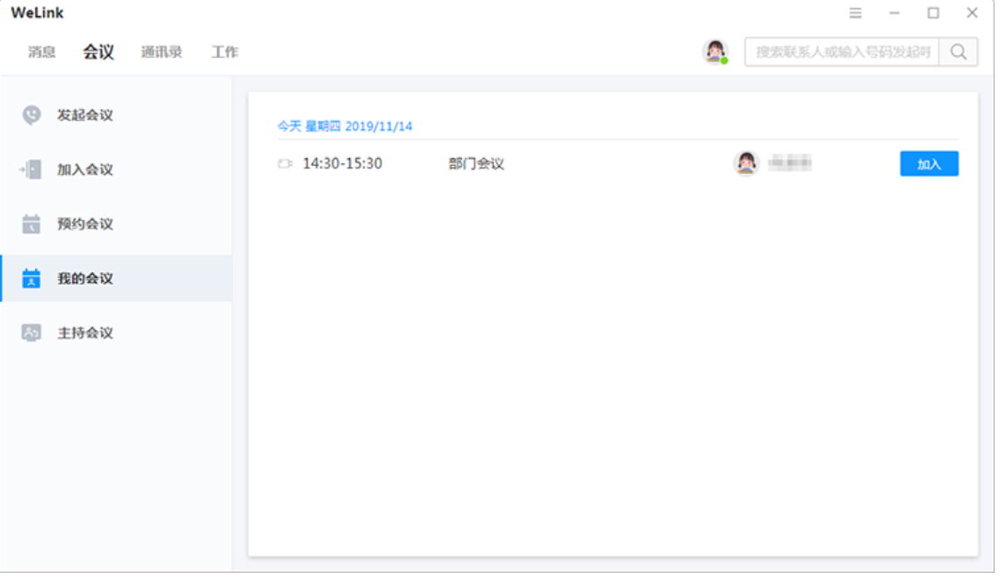 WeLink
消息 会议 通讯录 工作
搜索联系人或输入号码发起呼
发起会议
加入会议
预约会议
我的会议
主持会议
今天 星期四 2019/11/14
14:30-15:30 部门会议 加入